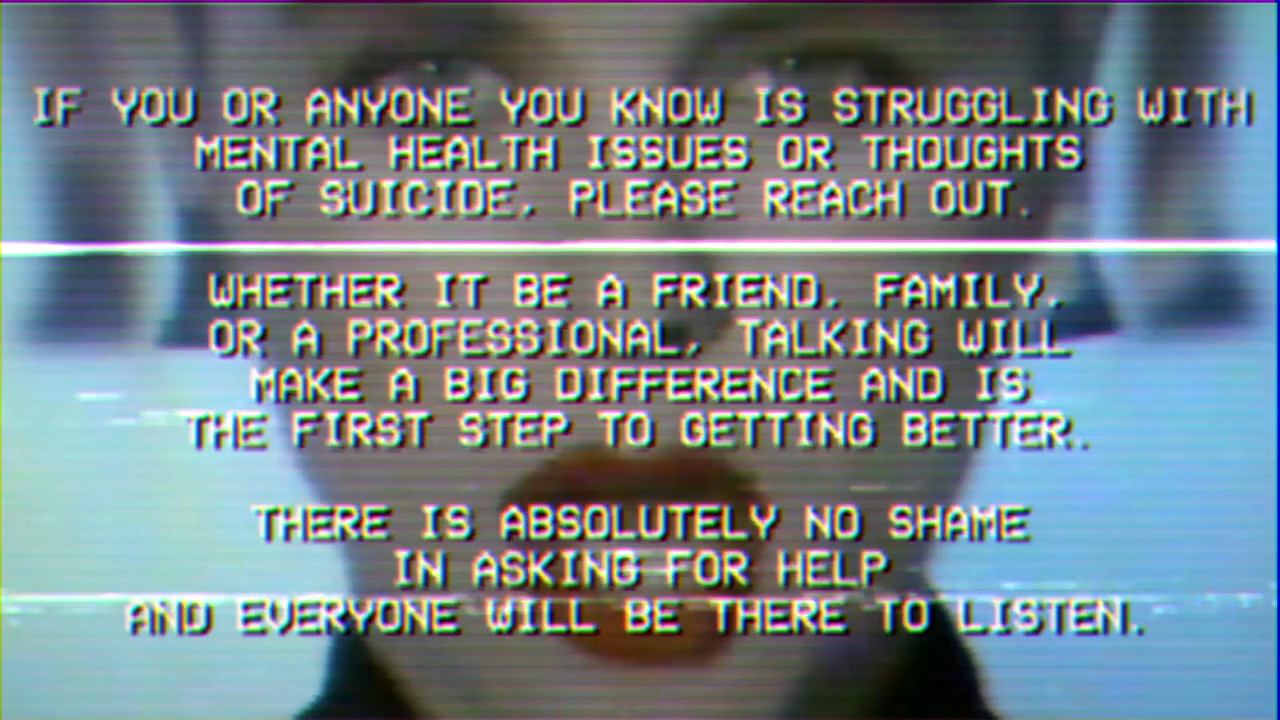 IF YOU OR ANYONE YOU KNOW IS STRUGGLING WITH
MENTAL HEALTH ISSUES OR THOUGHTS
OF SUICIDE, PLEASE REACH OUT.
WHETHER IT BE A FRIEND, FAMILY,
OR A PROFESSIONAL, TALKING WILL
MAKE A BIG DIFFERENCE AND IS
THE FIRST STEP TO GETTING BETTER.
THERE IS ABSOLUTELY NO SHAME
IN ASKING FOR HELP
AND EVERYONE WILL BE THERE TO LISTEN.